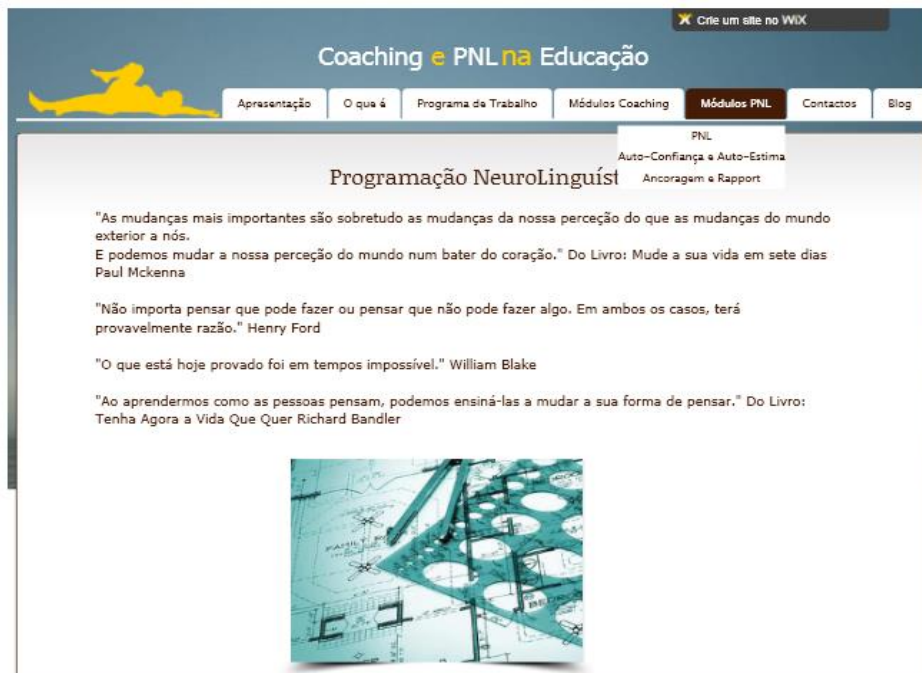 Crie um site no WiX
Coaching e PNL na Educação
Apresentação
O que é
Programa de Trabalho
Módulos Coaching
Módulos PNL
Contactos
Blog
PNL
Auto-Confiança e Auto-Estima
Ancoragem e Rapport
Programação NeuroLinguíst
"As mudanças mais importantes são sobretudo as mudanças da nossa perceção do que as mudanças do mundo
exterior a nós.
E podemos mudar a nossa perceção do mundo num bater do coração." Do Livro: Mude a sua vida em sete dias
Paul Mckenna
"Não importa pensar que pode fazer ou pensar que não pode fazer algo. Em ambos os casos, terá
provavelmente razão." Henry Ford
"O que está hoje provado foi em tempos impossível." William Blake
"Ao aprendermos como as pessoas pensam, podemos ensiná-las a mudar a sua forma de pensar." Do Livro:
Tenha Agora a Vida Que Quer Richard Bandler